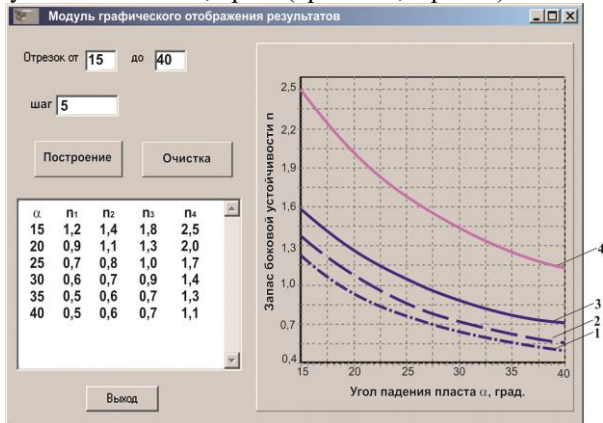 Модуль графического отображения результатов
Отрезок от 15 до 40
шаг 5
Построение Очистка
α n1 n2 n3 n4
15 1,2 1,4 1,8 2,5
20 0,9 1,1 1,3 2,0
25 0,7 0,8 1,0 1,7
30 0,6 0,7 0,9 1,4
35 0,5 0,6 0,7 1,3
40 0,5 0,6 0,7 1,1
Выход
Запас боковой устойчивости n
2,5
2,2
1,9
1,6
1,3
1,0
0,7
0,4
15 20 25 30 35 40
Угол падения пласта α, град.
4
3
2
1